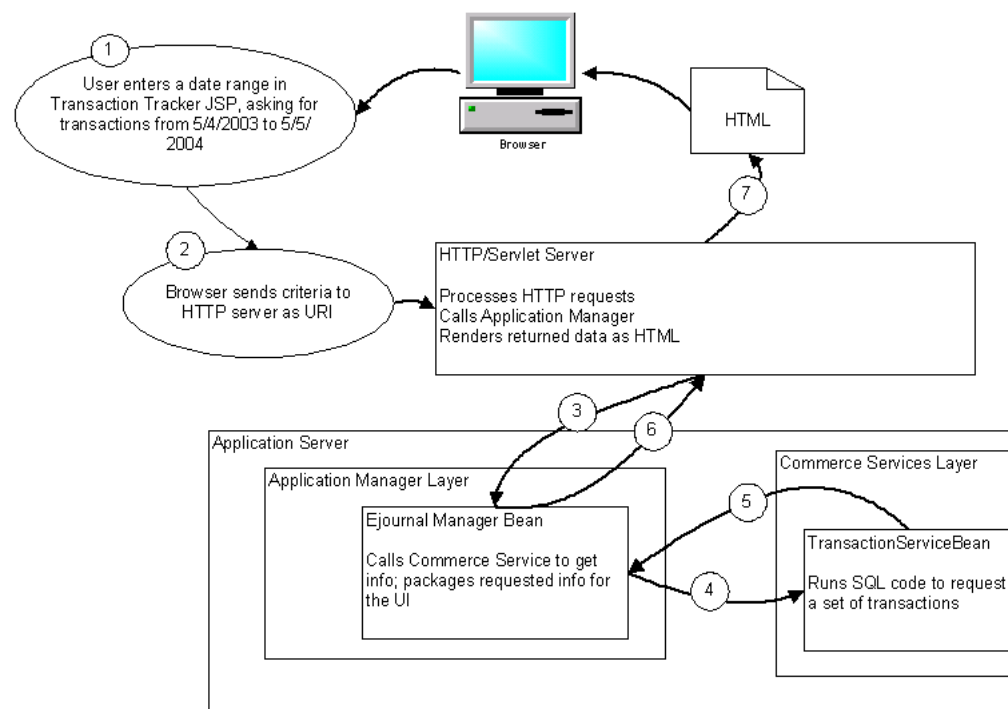 1
User enters a date range in
Transaction Tracker JSP, asking for
transactions from 5/4/2003 to 5/5/
2004
Browser
HTML
7
2
Browser sends criteria to
HTTP server as URI
HTTP/Servlet Server
Processes HTTP requests
Calls Application Manager
Renders returned data as HTML
3
6
Application Server
Application Manager Layer
Ejournal Manager Bean
Calls Commerce Service to get
info; packages requested info for
the UI
5
4
Commerce Services Layer
TransactionServiceBean
Runs SQL code to request
a set of transactions